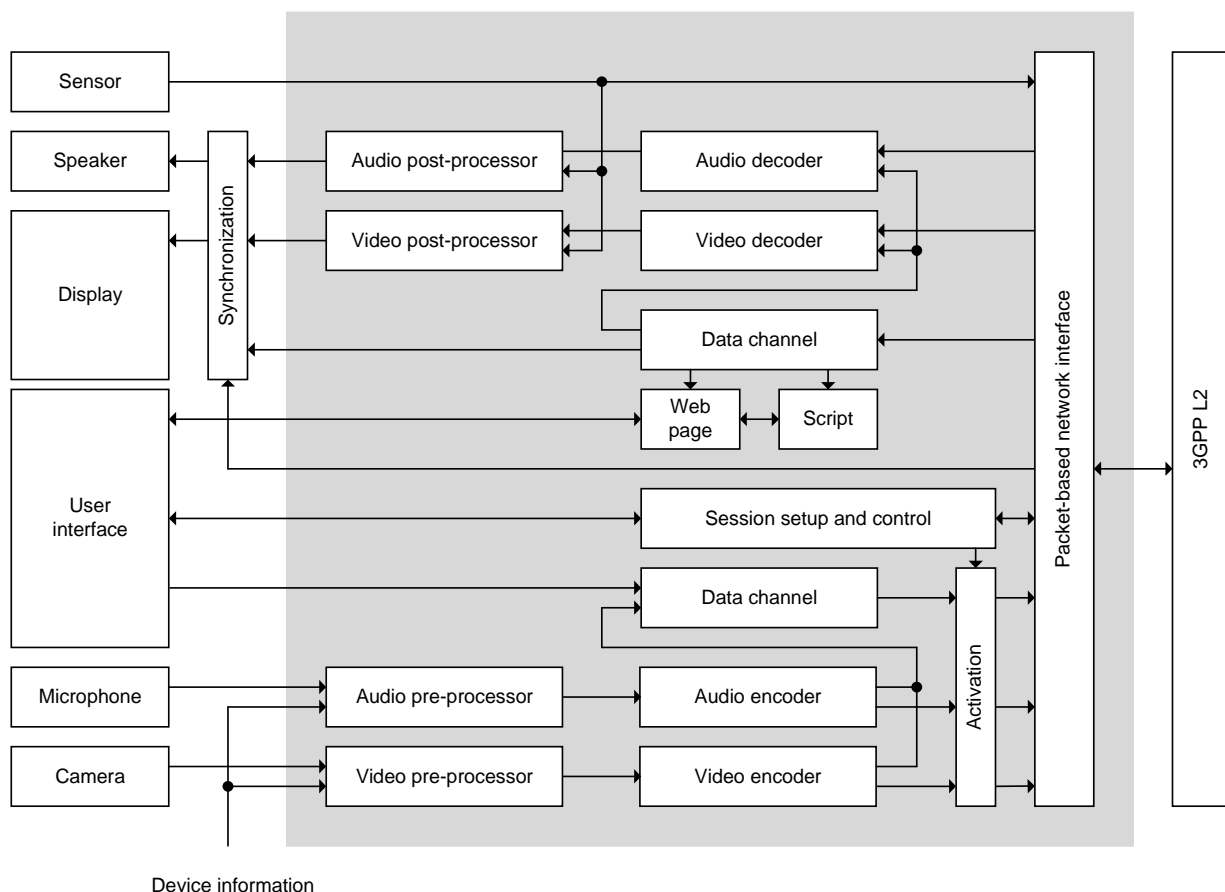 Sensor
Speaker
Audio post-processor
Audio decoder
Video post-processor
Video decoder
Synchronization
Display
Data channel
Web
page
Script
User
interface
Session setup and control
Packet-based network interface
3GPP L2
Data channel
Activation
Microphone
Audio pre-processor
Audio encoder
Camera
Video pre-processor
Video encoder
Device information